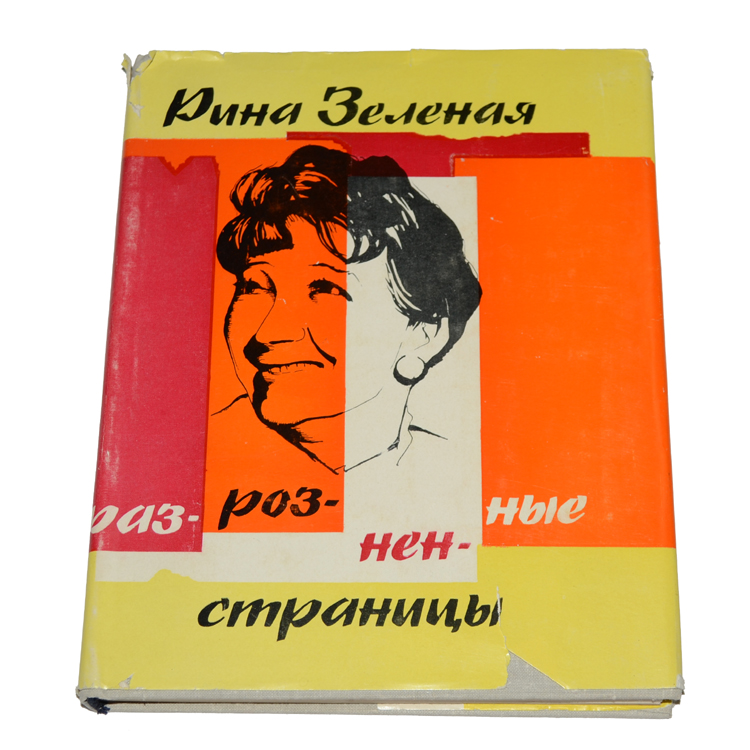 Рина Зеленая
раз-
роз-
нен-
ные
страницы